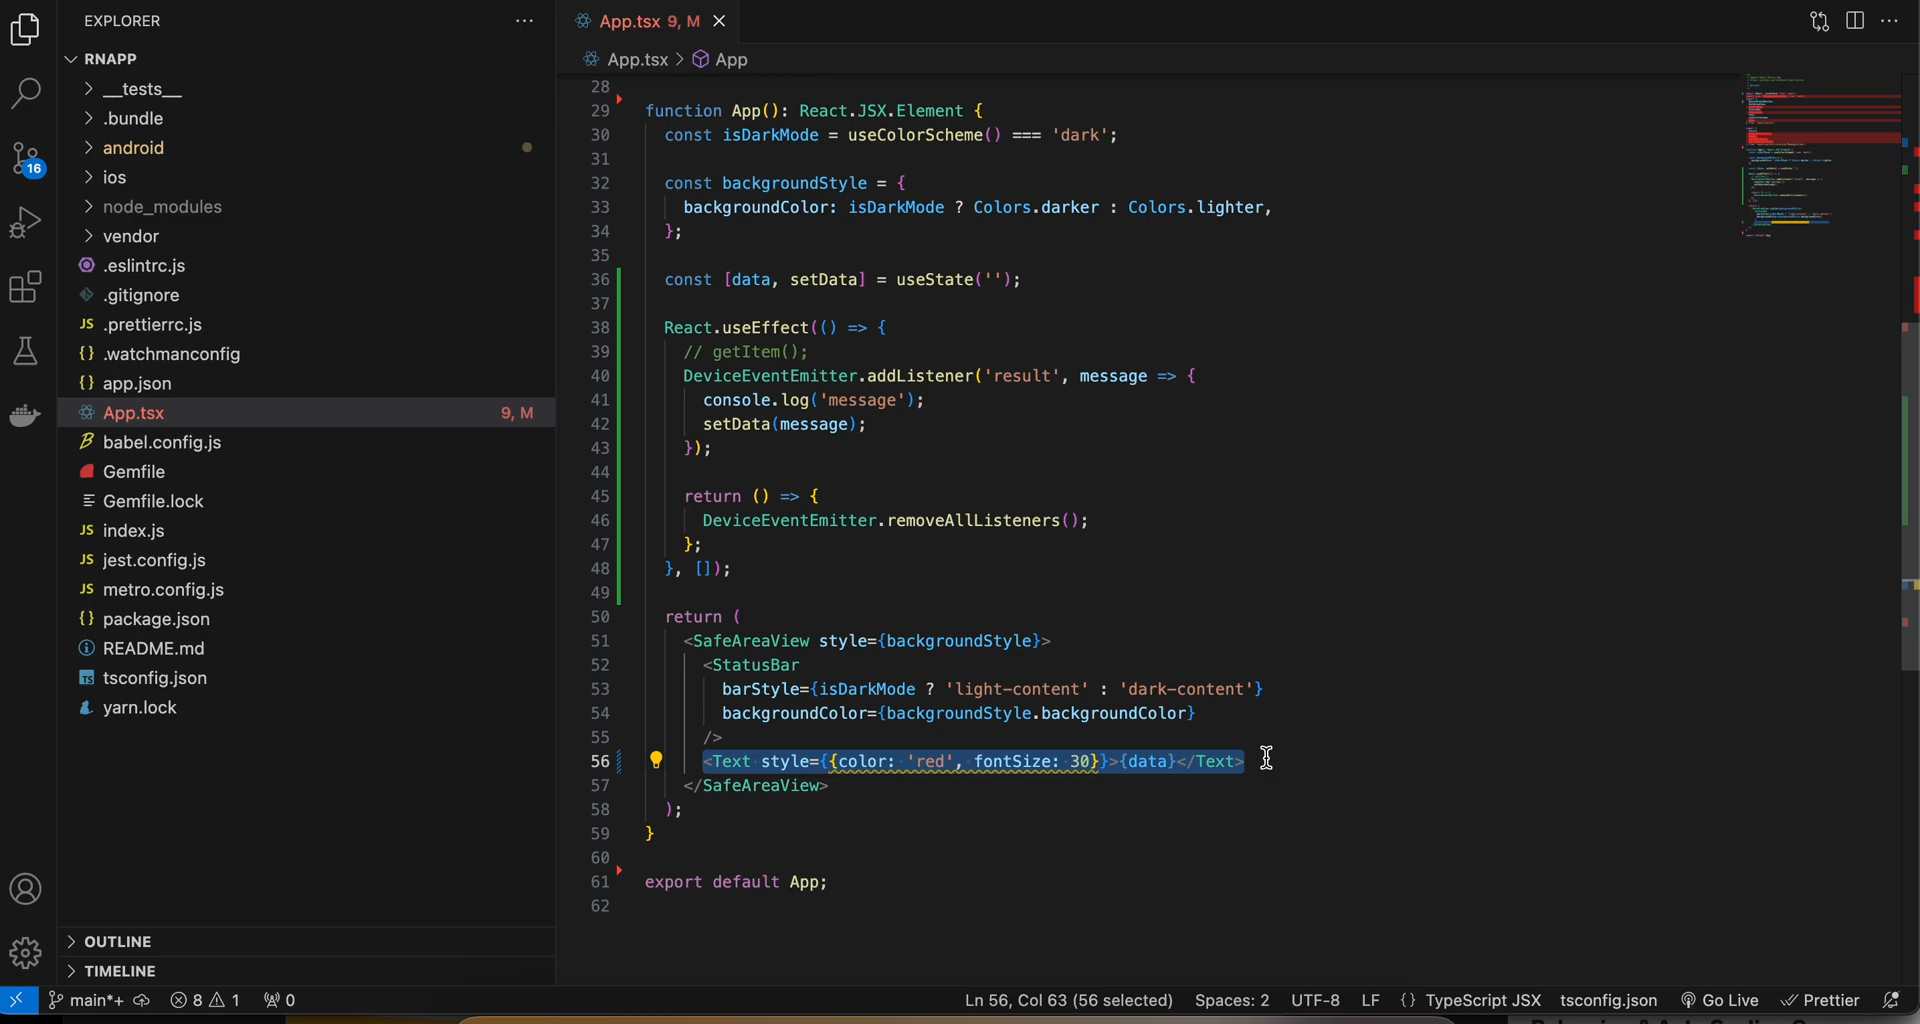 EXPLORER
RNAPP
__tests__
.bundle
android
ios
node_modules
vendor
.eslintrc.js
.gitignore
JS .prettierrc.js
{} .watchmanconfig
{} app.json
App.tsx 9, M
babel.config.js
Gemfile
Gemfile.lock
JS index.js
JS jest.config.js
JS metro.config.js
{} package.json
README.md
TS tsconfig.json
yarn.lock
OUTLINE
TIMELINE
16
App.tsx 9, M
App.tsx > App
28
29 function App(): React.JSX.Element {
30 const isDarkMode = useColorScheme() === 'dark';
31
32 const backgroundStyle = {
33 backgroundColor: isDarkMode ? Colors.darker : Colors.lighter,
34 };
35
36 const [data, setData] = useState('');
37
38 React.useEffect(() => {
39 // getItem();
40 DeviceEventEmitter.addListener('result', message => {
41 console.log('message');
42 setData(message);
43 });
44
45 return () => {
46 DeviceEventEmitter.removeAllListeners();
47 };
48 }, []);
49
50 return (
51 <SafeAreaView style={backgroundStyle}>
52 <StatusBar
53 barStyle={isDarkMode ? 'light-content' : 'dark-content'}
54 backgroundColor={backgroundStyle.backgroundColor}
55 />
56 <Text style={{color: 'red', fontSize: 30}}>{data}</Text>
57 </SafeAreaView>
58 );
59 }
60
61 export default App;
62
main*+ 8 1 0 Ln 56, Col 63 (56 selected) Spaces: 2 UTF-8 LF {} TypeScript JSX tsconfig.json Go Live Prettier